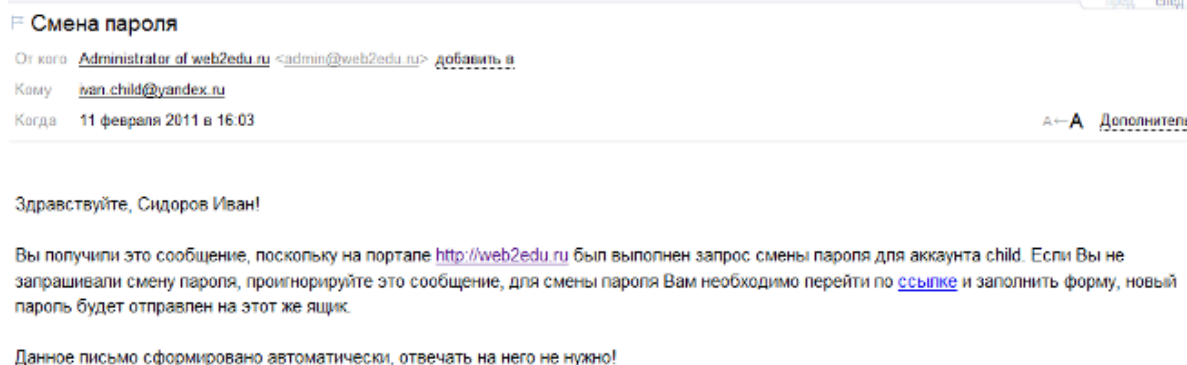 пред. след.
Смена пароля
От кого Administrator of web2edu.ru <admin@web2edu.ru> добавить в
Кому ivan.child@yandex.ru
Когда 11 февраля 2011 в 16:03 A←A Дополнитель
Здравствуйте, Сидоров Иван!
Вы получили это сообщение, поскольку на портале http://web2edu.ru был выполнен запрос смены пароля для аккаунта child. Если Вы не
запрашивали смену пароля, проигнорируйте это сообщение, для смены пароля Вам необходимо перейти по ссылке и заполнить форму, новый
пароль будет отправлен на этот же ящик.
Данное письмо сформировано автоматически, отвечать на него не нужно!